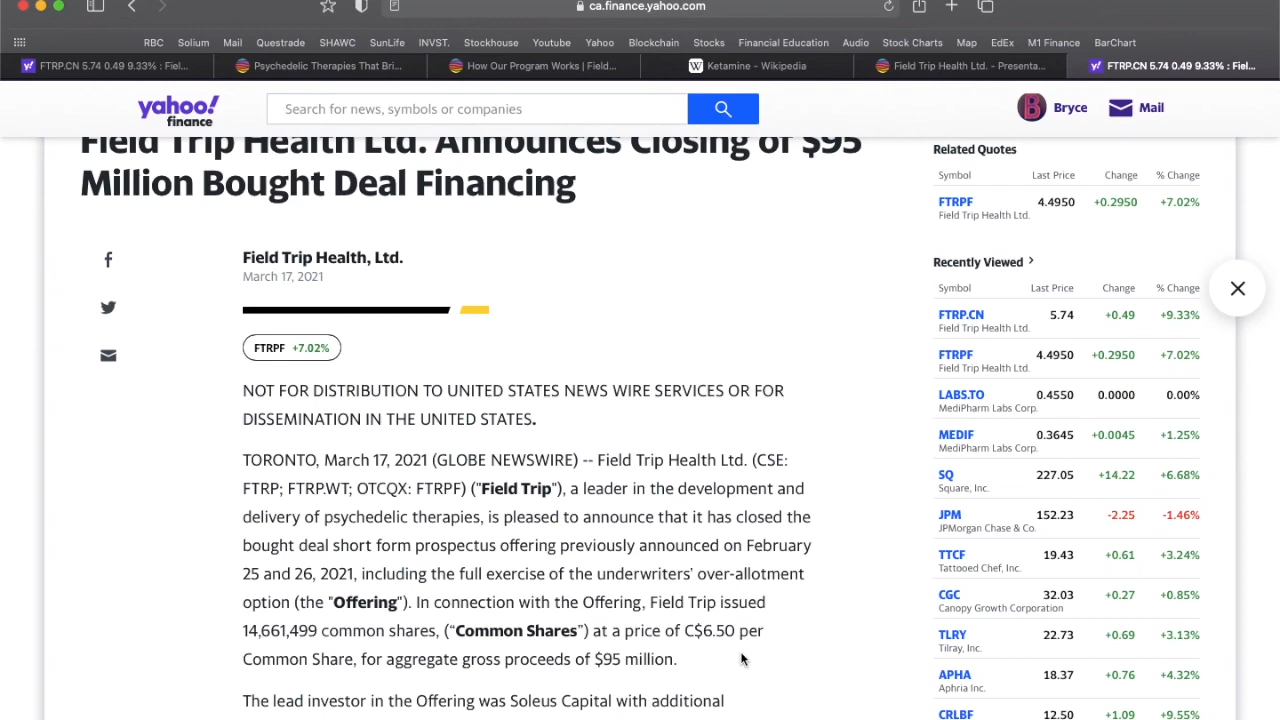 ca.finance.yahoo.com
RBC Solium Mail Questrade SHAWC SunLife INVST. Stockhouse Youtube Yahoo Blockchain Stocks Financial Education Audio Stock Charts Map EdEx M1 Finance BarChart
FTRP.CN 5.74 0.49 9.33% : Fiel... Psychedelic Therapies That Bri... How Our Program Works | Field... Ketamine - Wikipedia Field Trip Health Ltd. - Presenta... FTRP.CN 5.74 0.49 9.33% : Fiel...
yahoo!
finance
Search for news, symbols or companies
Bryce
Mail
Field Trip Health Ltd. Announces Closing of $95
Million Bought Deal Financing
Field Trip Health, Ltd.
March 17, 2021
FTRPF +7.02%
NOT FOR DISTRIBUTION TO UNITED STATES NEWS WIRE SERVICES OR FOR
DISSEMINATION IN THE UNITED STATES.
TORONTO, March 17, 2021 (GLOBE NEWSWIRE) -- Field Trip Health Ltd. (CSE:
FTRP; FTRP.WT; OTCQX: FTRPF) ("Field Trip"), a leader in the development and
delivery of psychedelic therapies, is pleased to announce that it has closed the
bought deal short form prospectus offering previously announced on February
25 and 26, 2021, including the full exercise of the underwriters' over-allotment
option (the "Offering"). In connection with the Offering, Field Trip issued
14,661,499 common shares, (“Common Shares”) at a price of C$6.50 per
Common Share, for aggregate gross proceeds of $95 million.
The lead investor in the Offering was Soleus Capital with additional
Related Quotes
Symbol Last Price Change % Change
FTRPF 4.4950 +0.2950 +7.02%
Field Trip Health Ltd.
Recently Viewed
Symbol Last Price Change % Change
FTRP.CN 5.74 +0.49 +9.33%
Field Trip Health Ltd.
FTRPF 4.4950 +0.2950 +7.02%
Field Trip Health Ltd.
LABS.TO 0.4550 0.0000 0.00%
MediPharm Labs Corp.
MEDIF 0.3645 +0.0045 +1.25%
MediPharm Labs Corp.
SQ 227.05 +14.22 +6.68%
Square, Inc.
JPM 152.23 -2.25 -1.46%
JPMorgan Chase & Co.
TTCF 19.43 +0.61 +3.24%
Tattooed Chef, Inc.
CGC 32.03 +0.27 +0.85%
Canopy Growth Corporation
TLRY 22.73 +0.69 +3.13%
Tilray, Inc.
APHA 18.37 +0.76 +4.32%
Aphria Inc.
CRLBF 12.50 +1.09 +9.55%